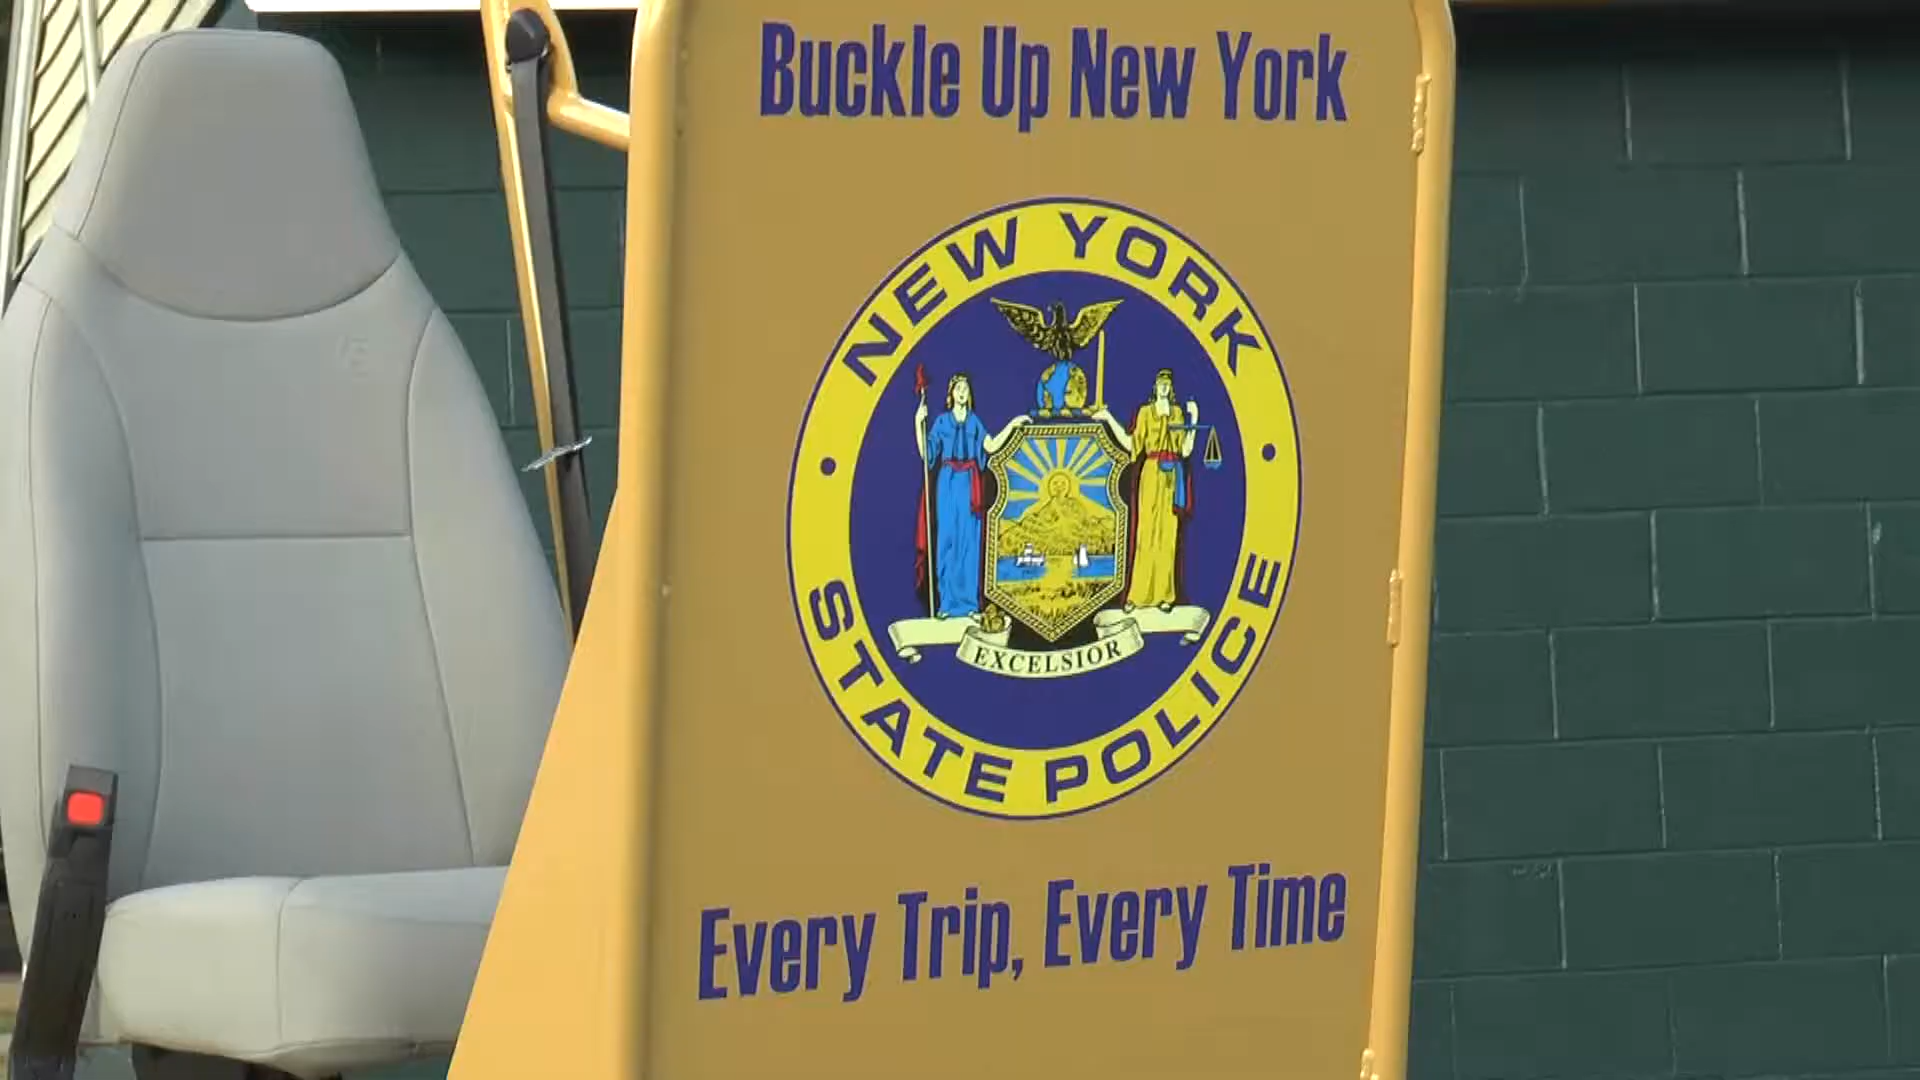 Buckle Up New York
NEW YORK
EXCELSIOR
STATE POLICE
Every Trip, Every Time